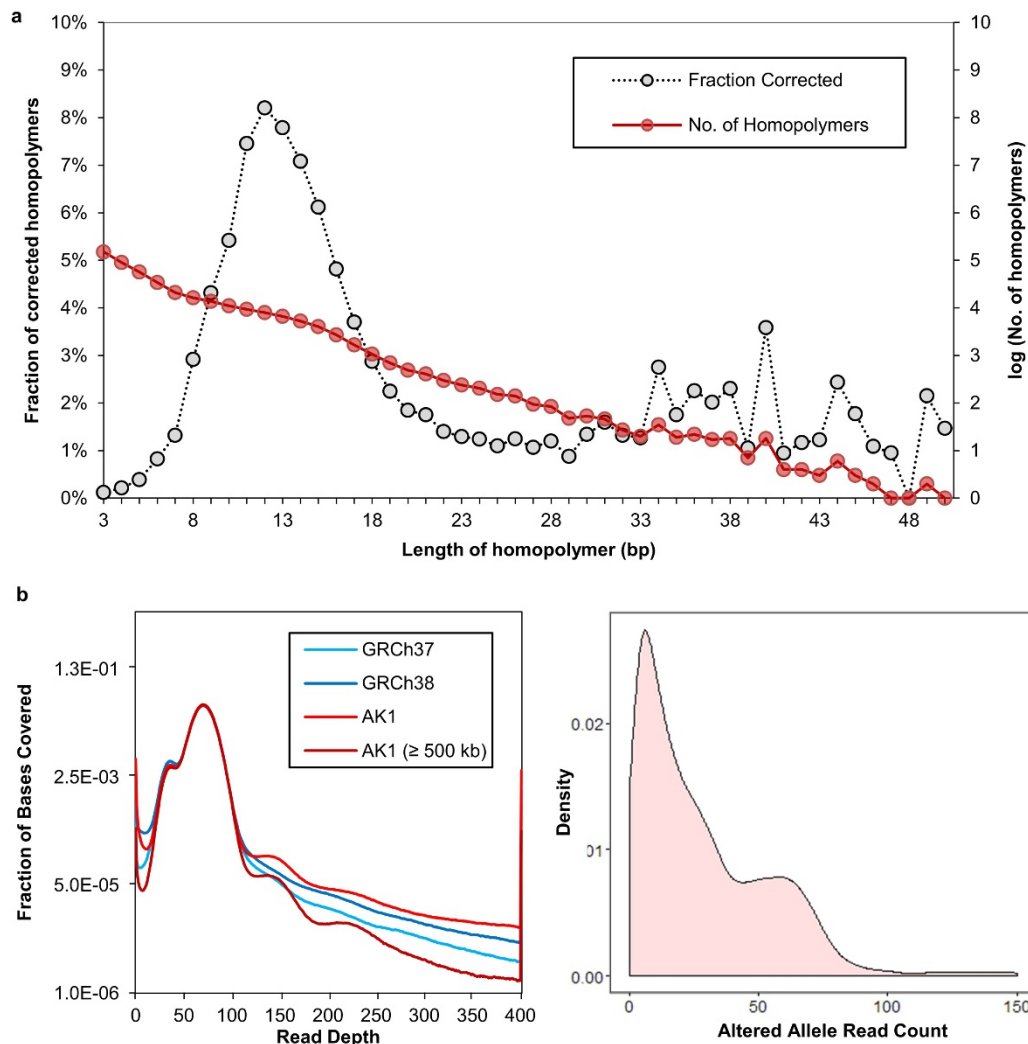 a
Fraction of corrected homopolymers
10%
9%
8%
7%
6%
5%
4%
3%
2%
1%
0%
Fraction Corrected
No. of Homopolymers
10
9
8
7
6
5
4
3
2
1
0
log (No. of homopolymers)
3 8 13 18 23 28 33 38 43 48
Length of homopolymer (bp)
b
Fraction of Bases Covered
1.3E-01
2.5E-03
5.0E-05
1.0E-06
GRCh37
GRCh38
AK1
AK1 (≥ 500 kb)
0 50 100 150 200 250 300 350 400
Read Depth
Density
0.02
01
0.00
0 50 100 150
Altered Allele Read Count